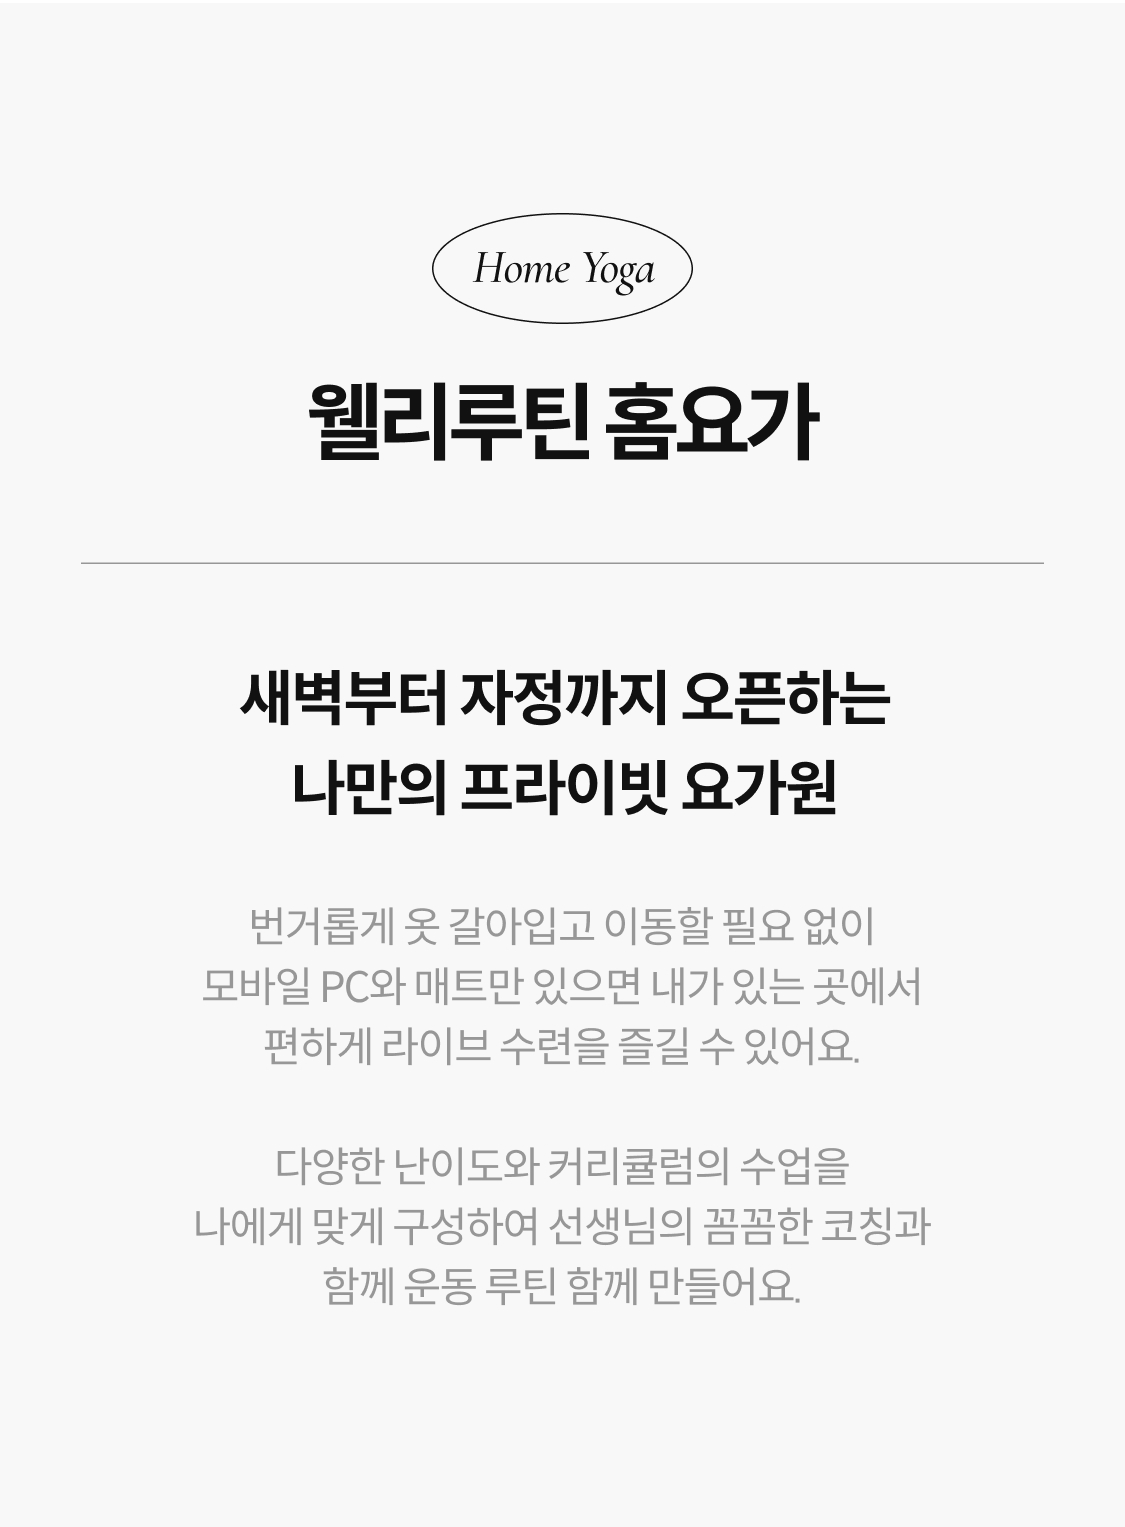 Home Yoga
웰리루틴 홈요가
새벽부터 자정까지 오픈하는
나만의 프라이빗 요가원
번거롭게 옷 갈아입고 이동할 필요 없이
모바일 PC와 매트만 있으면 내가 있는 곳에서
편하게 라이브 수련을 즐길 수 있어요.
다양한 난이도와 커리큘럼의 수업을
나에게 맞게 구성하여 선생님의 꼼꼼한 코칭과
함께 운동 루틴 함께 만들어요.